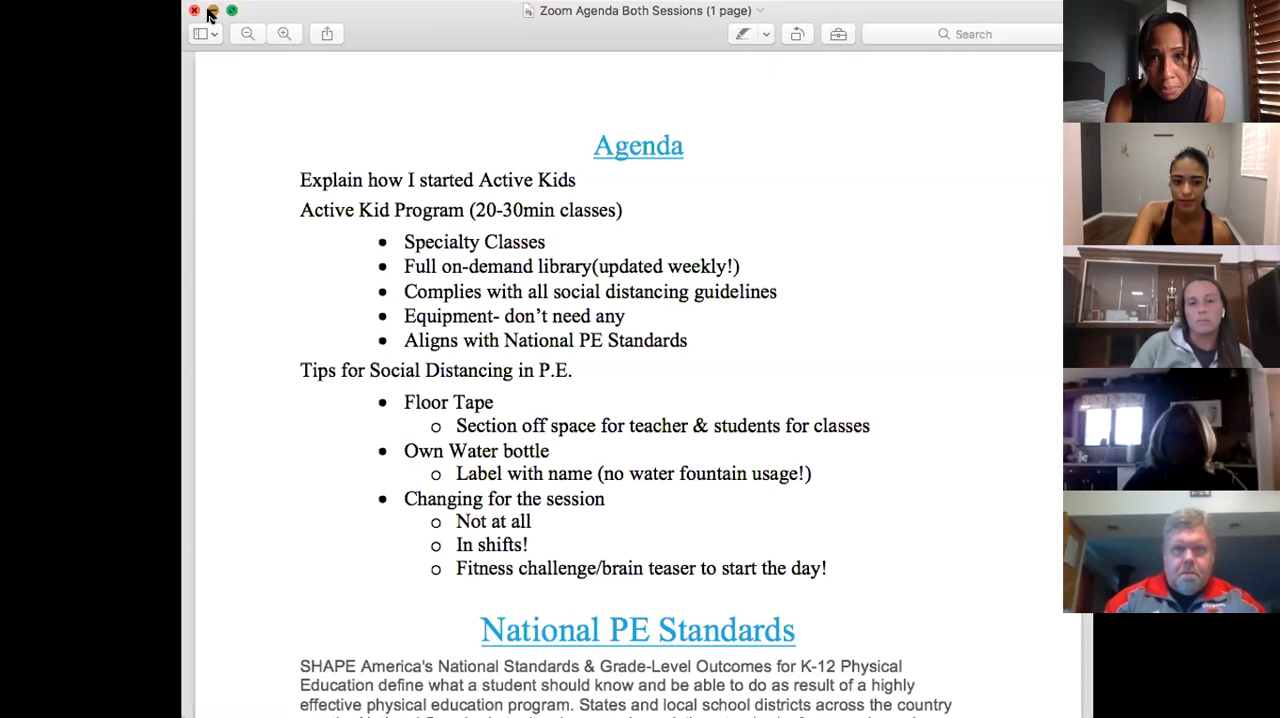 Zoom Agenda Both Sessions (1 page)
Search
Agenda
Explain how I started Active Kids
Active Kid Program (20-30min classes)
• Specialty Classes
• Full on-demand library(updated weekly!)
• Complies with all social distancing guidelines
• Equipment- don’t need any
• Aligns with National PE Standards
Tips for Social Distancing in P.E.
• Floor Tape
o Section off space for teacher & students for classes
• Own Water bottle
o Label with name (no water fountain usage!)
• Changing for the session
o Not at all
o In shifts!
o Fitness challenge/brain teaser to start the day!
National PE Standards
SHAPE America's National Standards & Grade-Level Outcomes for K-12 Physical
Education define what a student should know and be able to do as result of a highly
effective physical education program. States and local school districts across the country